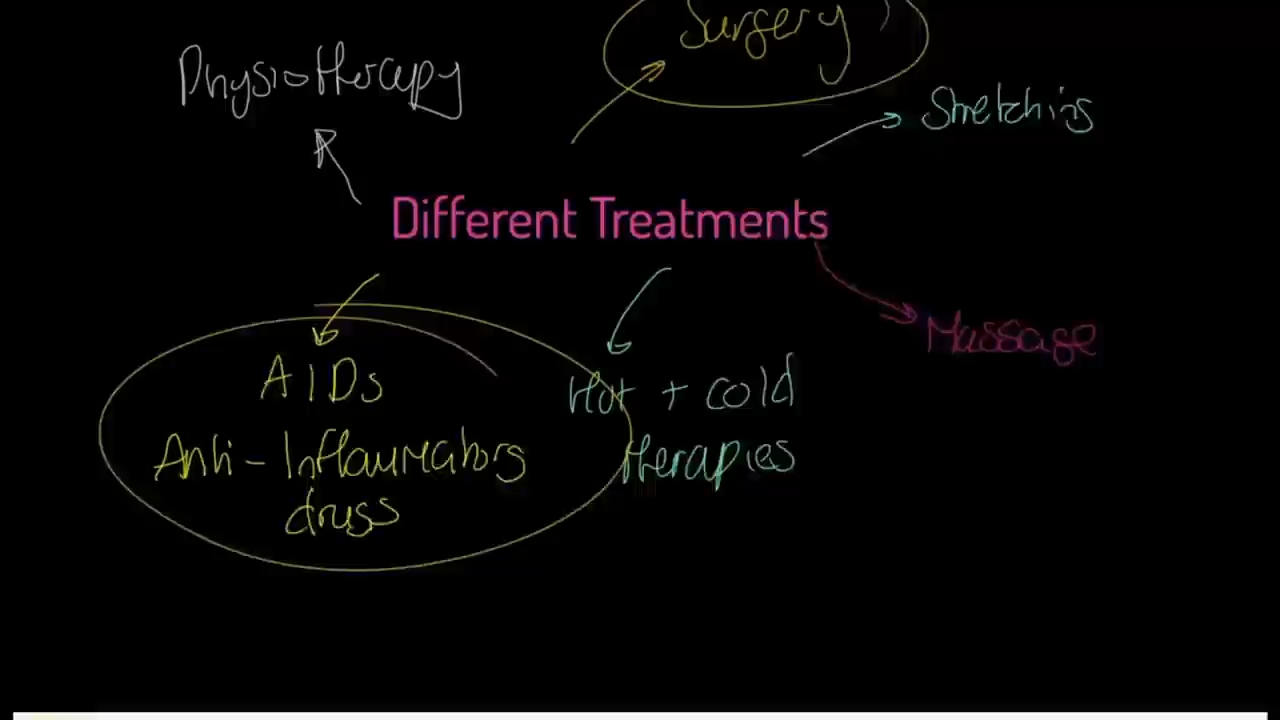 Surgery
Physiotherapy
Stretching
Different Treatments
Massage
AIDs
Hot + cold
Anti-Inflammatory
therapies
drugs